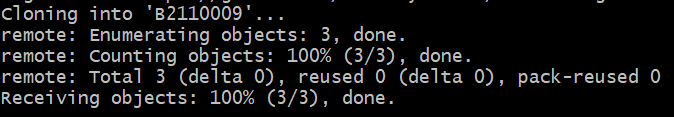 Cloning into 'B2110009'...
remote: Enumerating objects: 3, done.
remote: Counting objects: 100% (3/3), done.
remote: Total 3 (delta 0), reused 0 (delta 0), pack-reused 0
Receiving objects: 100% (3/3), done.